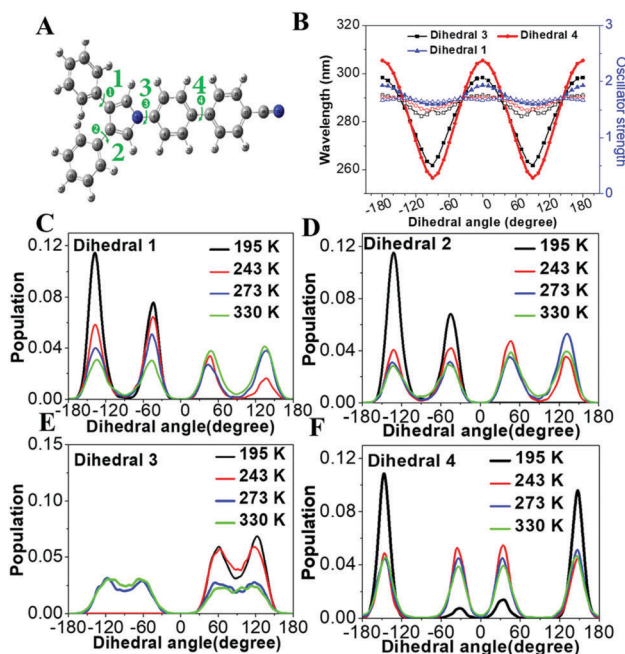 A
1
3
4
2
1
2
3
4
B
Dihedral 3
Dihedral 4
Dihedral 1
Wavelength (nm)
320
300
280
260
3
2
1
0
Oscillator strength
-180 -120 -60 0 60 120 180
Dihedral angle (degree)
C
Dihedral 1
195 K
243 K
273 K
330 K
Population
0.12
0.08
0.04
0.00
-180 -120 -60 0 60 120 180
Dihedral angle(degree)
D
Dihedral 2
195 K
243 K
273 K
330 K
Population
0.12
0.08
0.04
0.00
-180 -120 -60 0 60 120 180
Dihedral angle(degree)
E
Dihedral 3
195 K
243 K
273 K
330 K
Population
0.15
0.10
0.05
0.00
-180 -120 -60 0 60 120 180
Dihedral angle(degree)
F
Dihedral 4
195 K
243 K
273 K
330 K
Population
0.12
0.08
0.04
0.00
-180 -120 -60 0 60 120 180
Dihedral angle(degree)